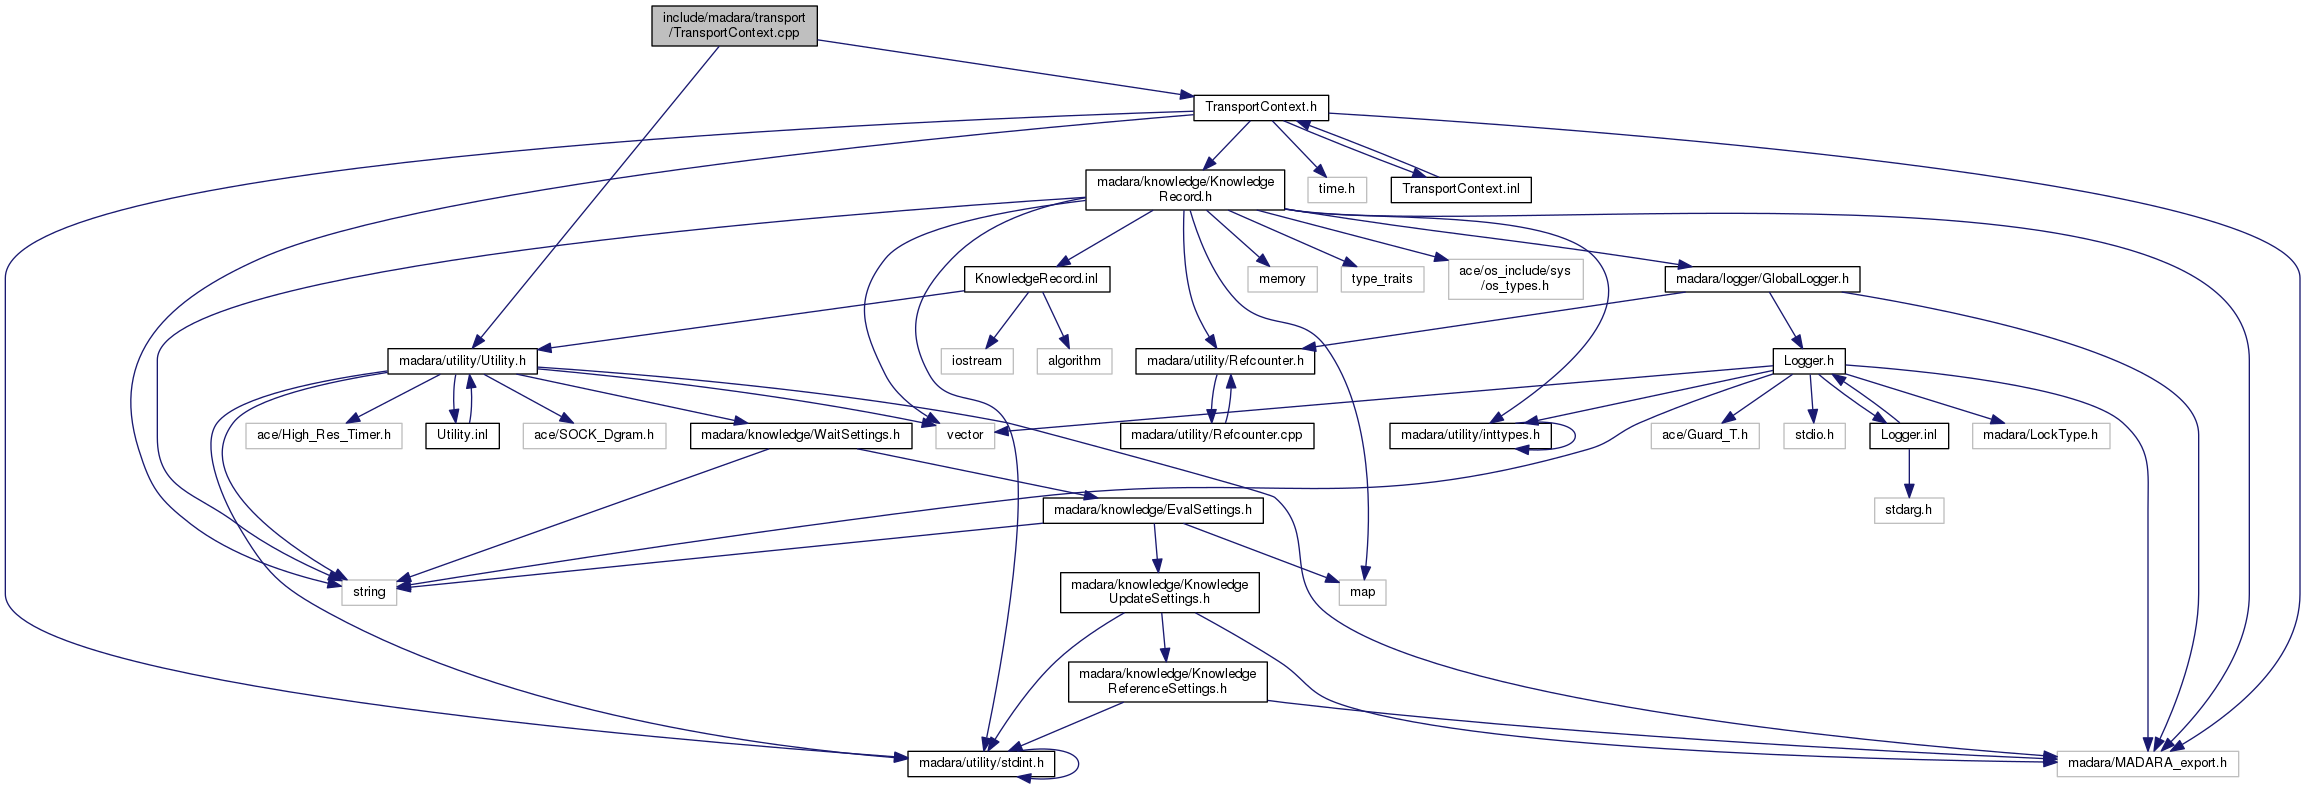 include/madara/transport
/TransportContext.cpp
TransportContext.h
madara/knowledge/Knowledge
Record.h
time.h
TransportContext.inl
KnowledgeRecord.inl
memory
type_traits
ace/os_include/sys
/os_types.h
madara/logger/GlobalLogger.h
madara/utility/Utility.h
iostream
algorithm
madara/utility/Refcounter.h
Logger.h
ace/High_Res_Timer.h
Utility.inl
ace/SOCK_Dgram.h
madara/knowledge/WaitSettings.h
vector
madara/utility/Refcounter.cpp
madara/utility/inttypes.h
ace/Guard_T.h
stdio.h
Logger.inl
madara/LockType.h
madara/knowledge/EvalSettings.h
stdarg.h
string
madara/knowledge/Knowledge
UpdateSettings.h
map
madara/knowledge/Knowledge
ReferenceSettings.h
madara/utility/stdint.h
madara/MADARA_export.h